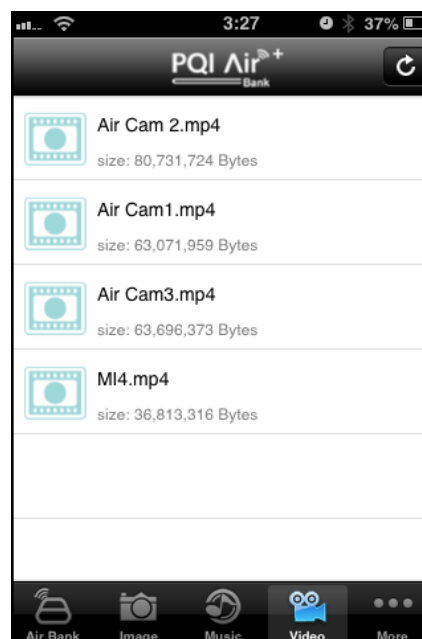 3:27
37%
PQI Air+
Bank
Air Cam 2.mp4
size: 80,731,724 Bytes
Air Cam1.mp4
size: 63,071,959 Bytes
Air Cam3.mp4
size: 63,696,373 Bytes
MI4.mp4
size: 36,813,316 Bytes
Air Bank Image Music Video More